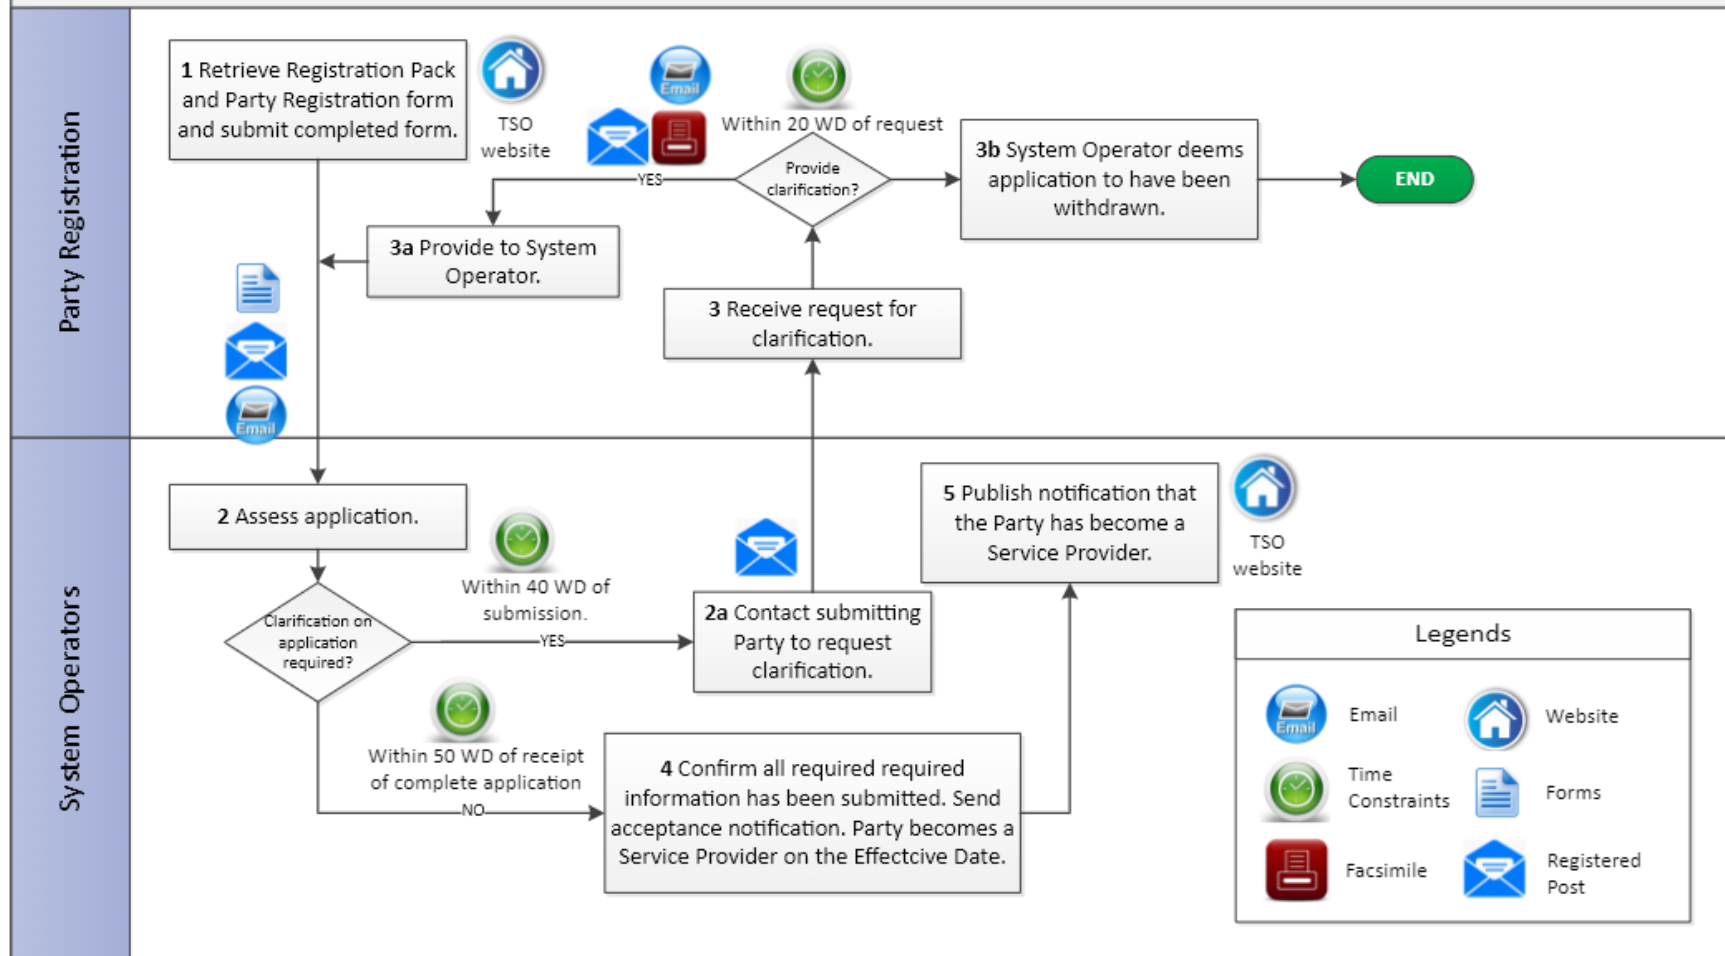 Party Registration
1 Retrieve Registration Pack
and Party Registration form
and submit completed form.
TSO
website
Email
Within 20 WD of request
Provide
clarification?
YES
3b System Operator deems
application to have been
withdrawn.
END
3a Provide to System
Operator.
3 Receive request for
clarification.
Email
System Operators
2 Assess application.
Within 40 WD of
submission.
Clarification on
application
required?
YES
2a Contact submitting
Party to request
clarification.
5 Publish notification that
the Party has become a
Service Provider.
TSO
website
Within 50 WD of receipt
of complete application
NO
4 Confirm all required required
information has been submitted. Send
acceptance notification. Party becomes a
Service Provider on the Effectcive Date.
Legends
Email
Email
Website
Time
Constraints
Forms
Facsimile
Registered
Post